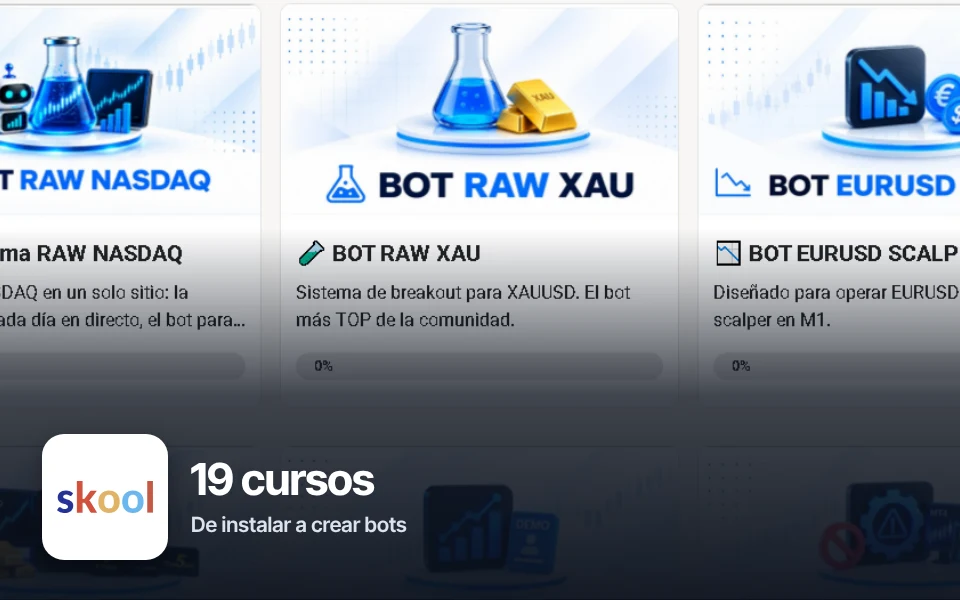 T RAW NASDAQ
ma RAW NASDAQ
DAQ en un solo sitio: la
ada día en directo, el bot para...
XAU
BOT RAW XAU
BOT RAW XAU
Sistema de breakout para XAUUSD. El bot
más TOP de la comunidad.
0%
BOT EURUSD
BOT EURUSD SCALP
Diseñado para operar EURUSD
scalper en M1.
0%
DEMO
skool
19 cursos
De instalar a crear bots